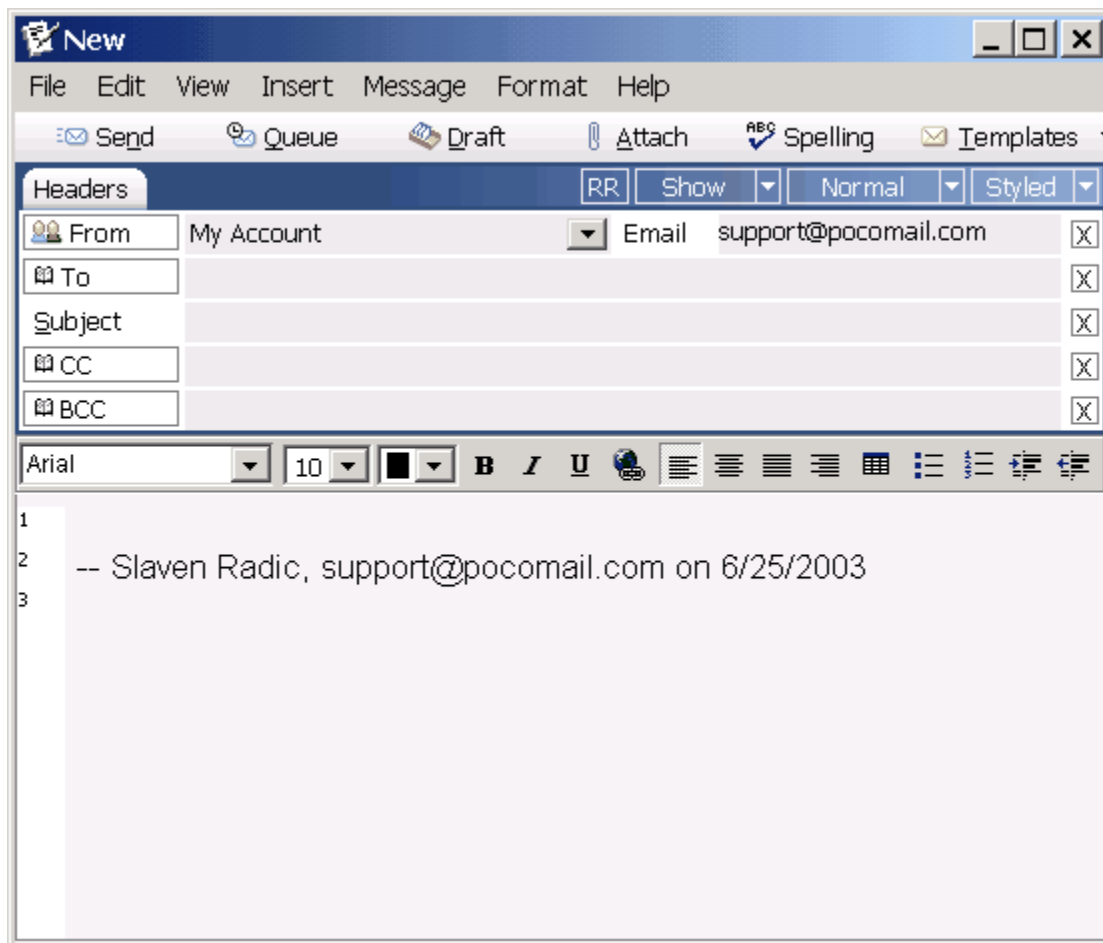 New
File Edit View Insert Message Format Help
Send Queue Draft Attach ABC Spelling Templates
Headers RR Show Normal Styled
From My Account Email support@pocomail.com X
To X
Subject X
CC X
BCC X
Arial 10 B I U
1
2 -- Slaven Radic, support@pocomail.com on 6/25/2003
3